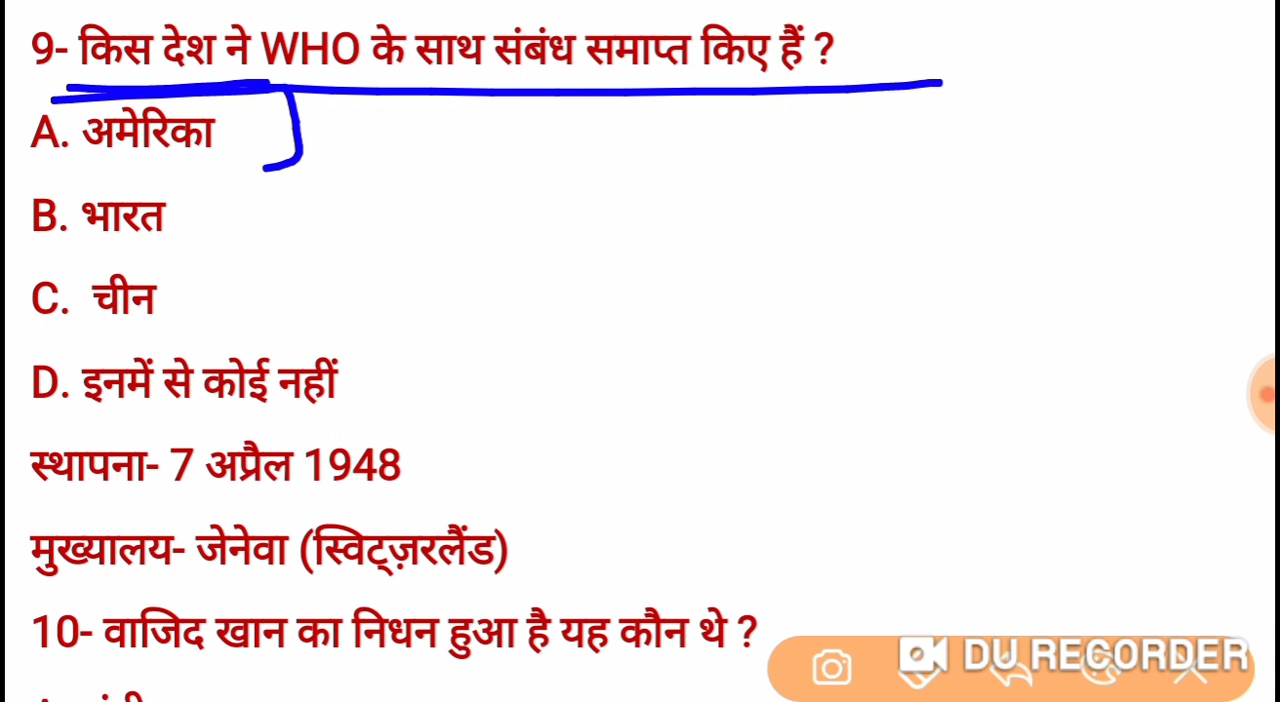 9- किस देश ने WHO के साथ संबंध समाप्त किए हैं ?
A. अमेरिका
B. भारत
C. चीन
D. इनमें से कोई नहीं
स्थापना- 7 अप्रैल 1948
मुख्यालय- जेनेवा (स्विट्ज़रलैंड)
10- वाजिद खान का निधन हुआ है यह कौन थे ?
DU RECORDER